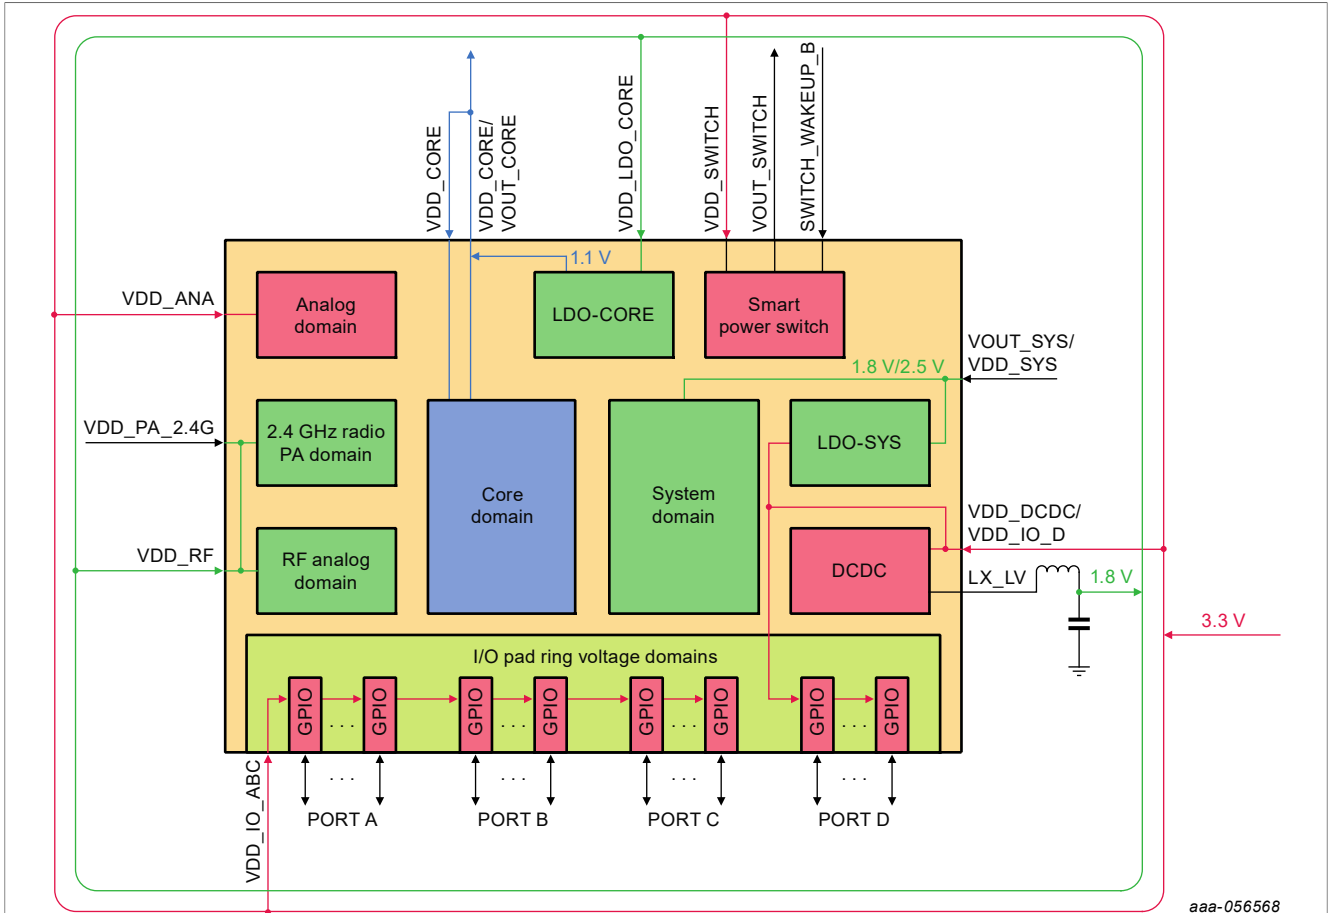 VDD_CORE
VDD_CORE/
VOUT_CORE
VDD_LDO_CORE
VDD_SWITCH
VOUT_SWITCH
SWITCH_WAKEUP_B
1.1 V
VDD_ANA
Analog
domain
LDO-CORE
Smart
power switch
VOUT_SYS/
VDD_SYS
1.8 V/2.5 V
VDD_PA_2.4G
2.4 GHz radio
PA domain
Core
domain
System
domain
LDO-SYS
VDD_DCDC/
VDD_IO_D
VDD_RF
RF analog
domain
DCDC
LX_LV
1.8 V
3.3 V
I/O pad ring voltage domains
GPIO
. . .
GPIO
GPIO
. . .
GPIO
GPIO
. . .
GPIO
GPIO
. . .
GPIO
VDD_IO_ABC
. . .
. . .
. . .
. . .
PORT A
PORT B
PORT C
PORT D
aaa-056568